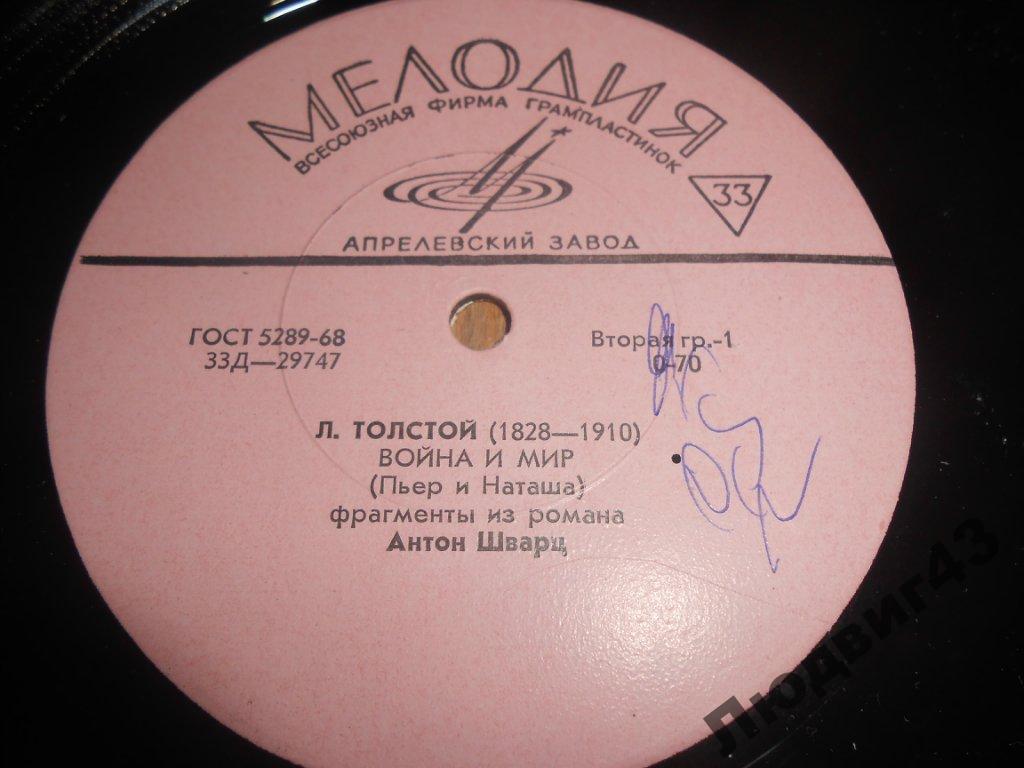 МЕЛОДИЯ
ВСЕСОЮЗНАЯ ФИРМА ГРАМПЛАСТИНОК
33
АПРЕЛЕВСКИЙ ЗАВОД
ГОСТ 5289-68
33Д—29747
Вторая гр.-1
0-70
Л. ТОЛСТОЙ (1828—1910)
ВОЙНА И МИР
(Пьер и Наташа)
фрагменты из романа
Антон Шварц
Людвиг43